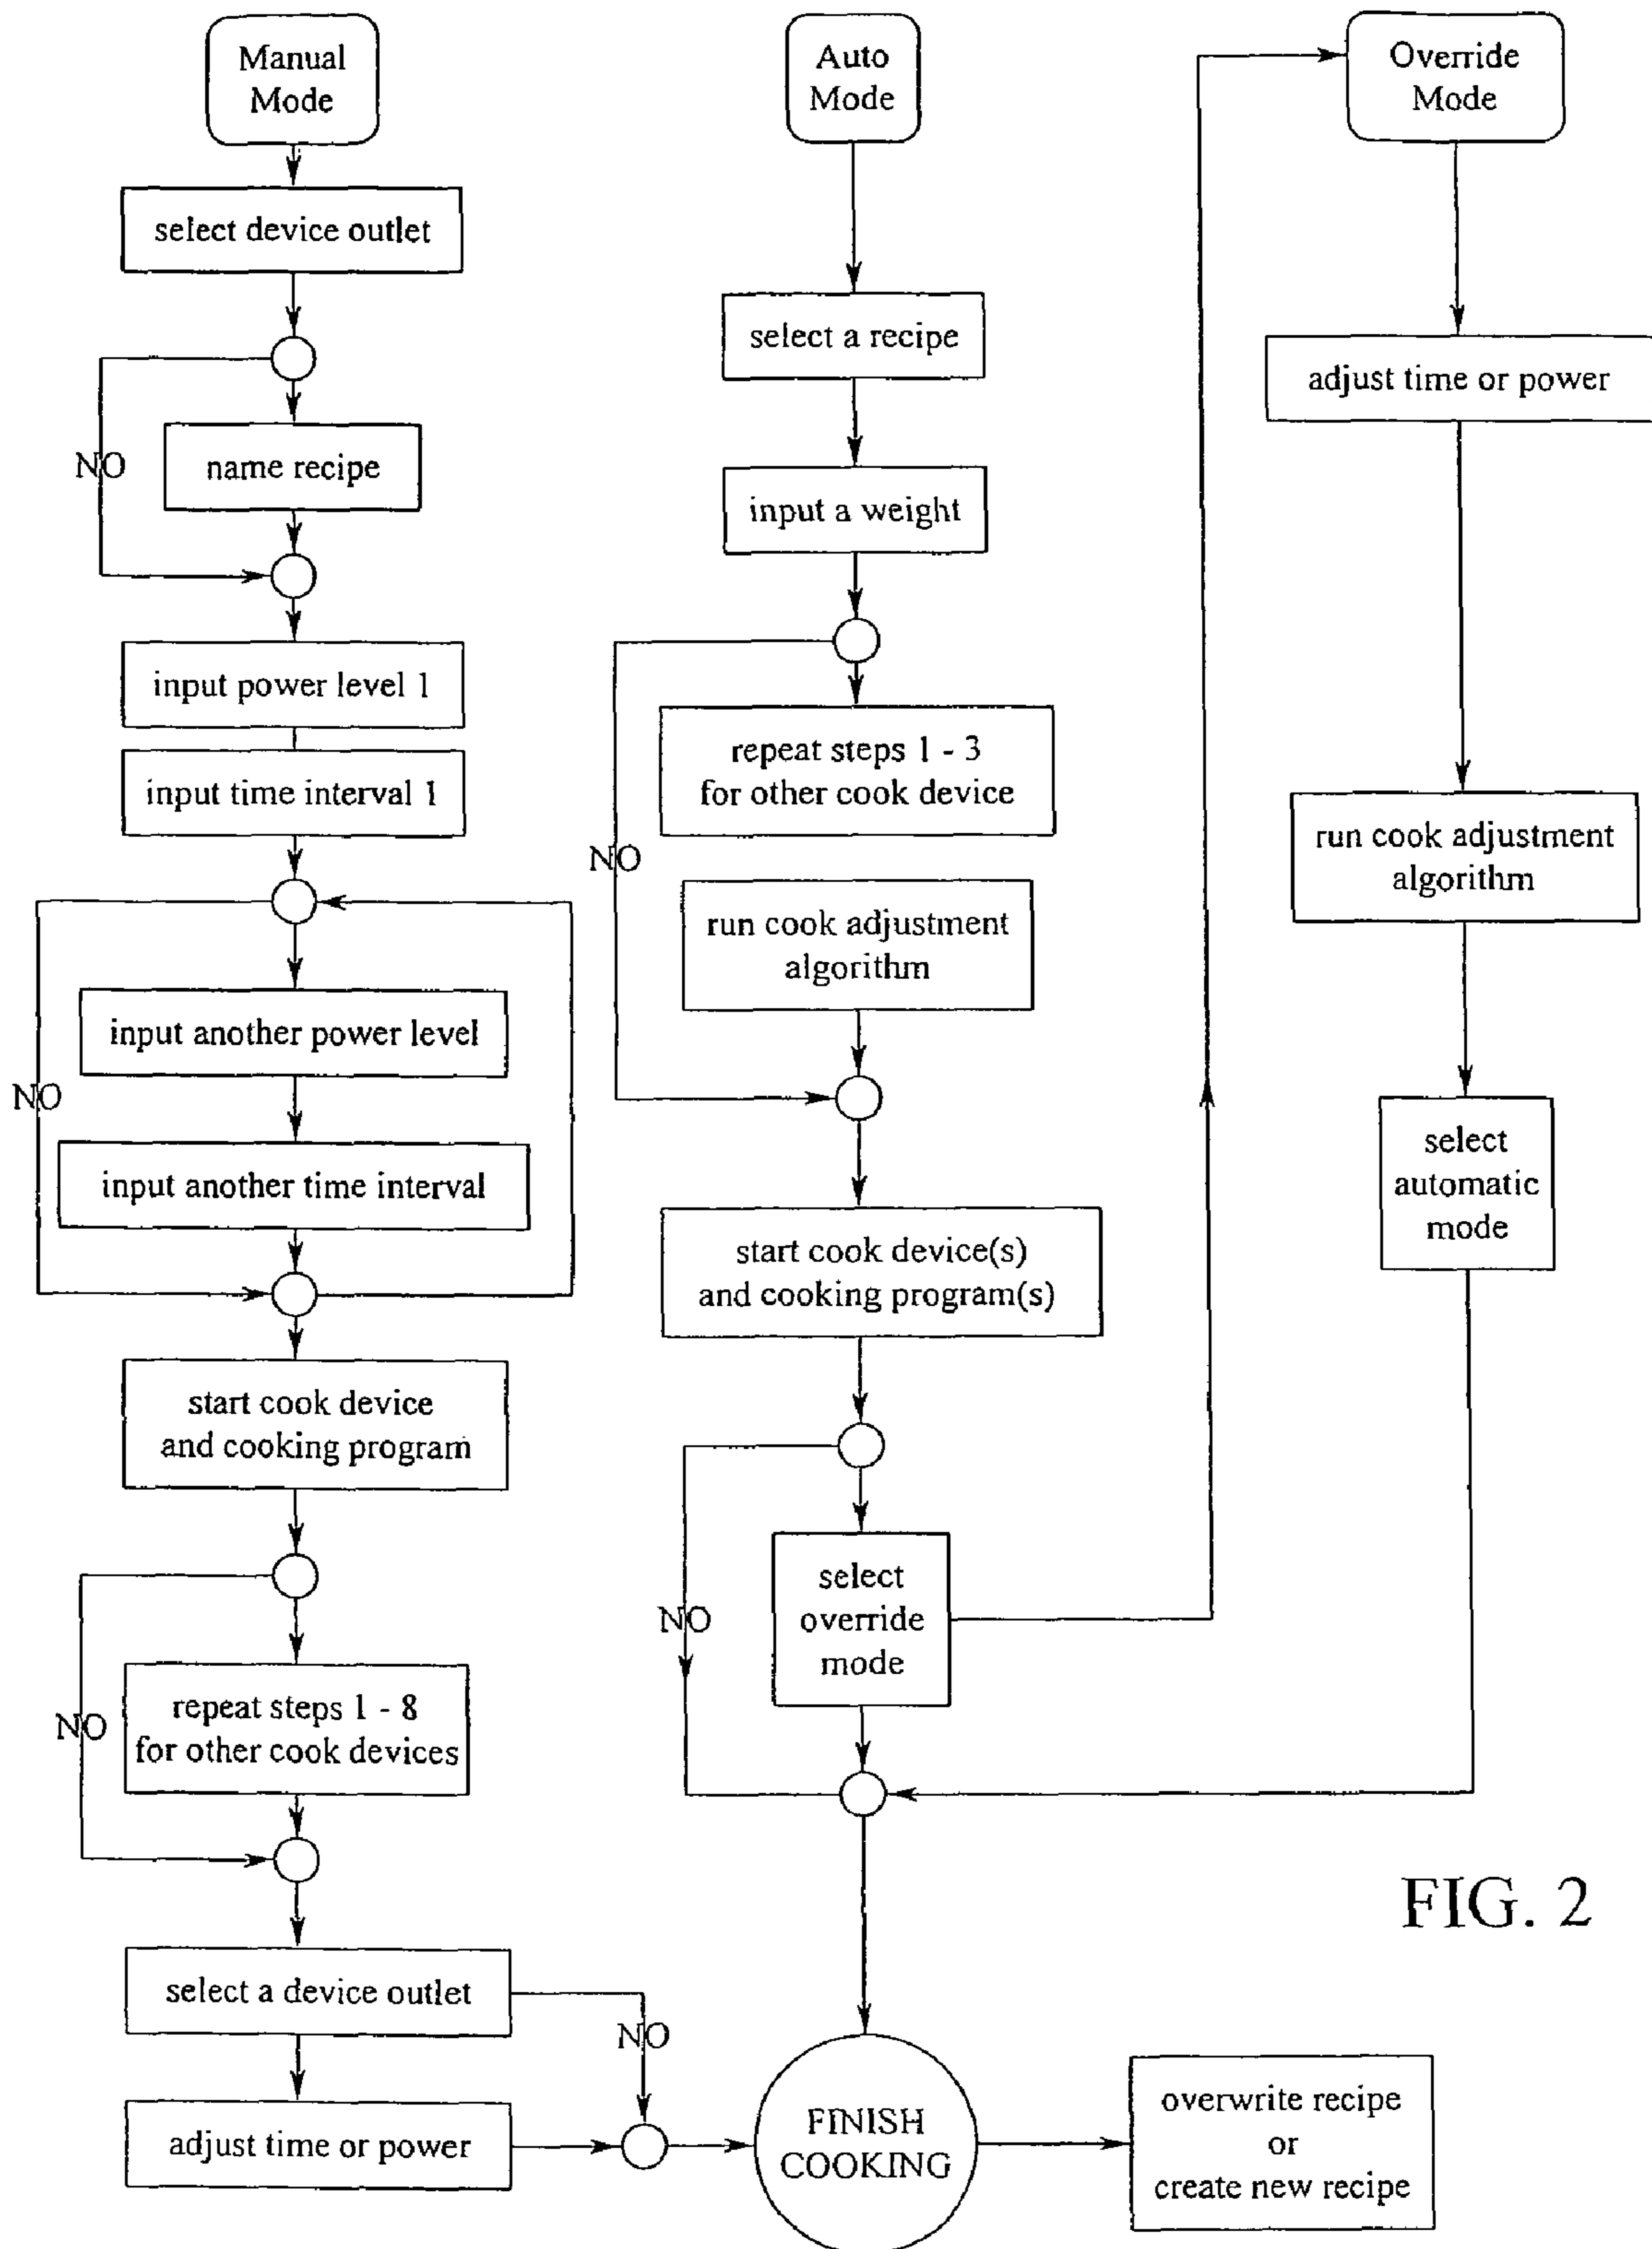 Manual
Mode
select device outlet
NO
name recipe
input power level 1
input time interval 1
input another power level
NO
input another time interval
start cook device
and cooking program
repeat steps 1 - 8
for other cook devices
NO
select a device outlet
NO
adjust time or power
Auto
Mode
select a recipe
input a weight
repeat steps 1 - 3
for other cook device
NO
run cook adjustment
algorithm
start cook device(s)
and cooking program(s)
select
override
mode
NO
Override
Mode
adjust time or power
run cook adjustment
algorithm
select
automatic
mode
FINISH
COOKING
overwrite recipe
or
create new recipe
FIG. 2